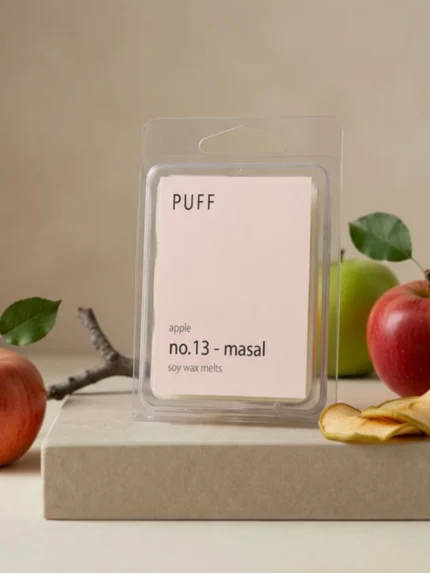 PUFF
apple
no.13 - masal
soy wax melts